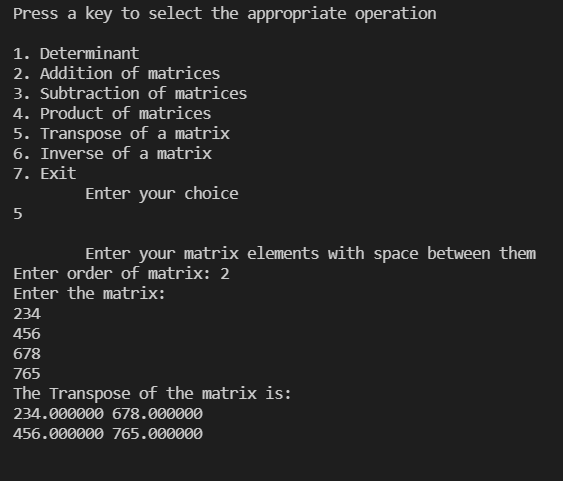 Press a key to select the appropriate operation
1. Determinant
2. Addition of matrices
3. Subtraction of matrices
4. Product of matrices
5. Transpose of a matrix
6. Inverse of a matrix
7. Exit
Enter your choice
5
Enter your matrix elements with space between them
Enter order of matrix: 2
Enter the matrix:
234
456
678
765
The Transpose of the matrix is:
234.000000 678.000000
456.000000 765.000000